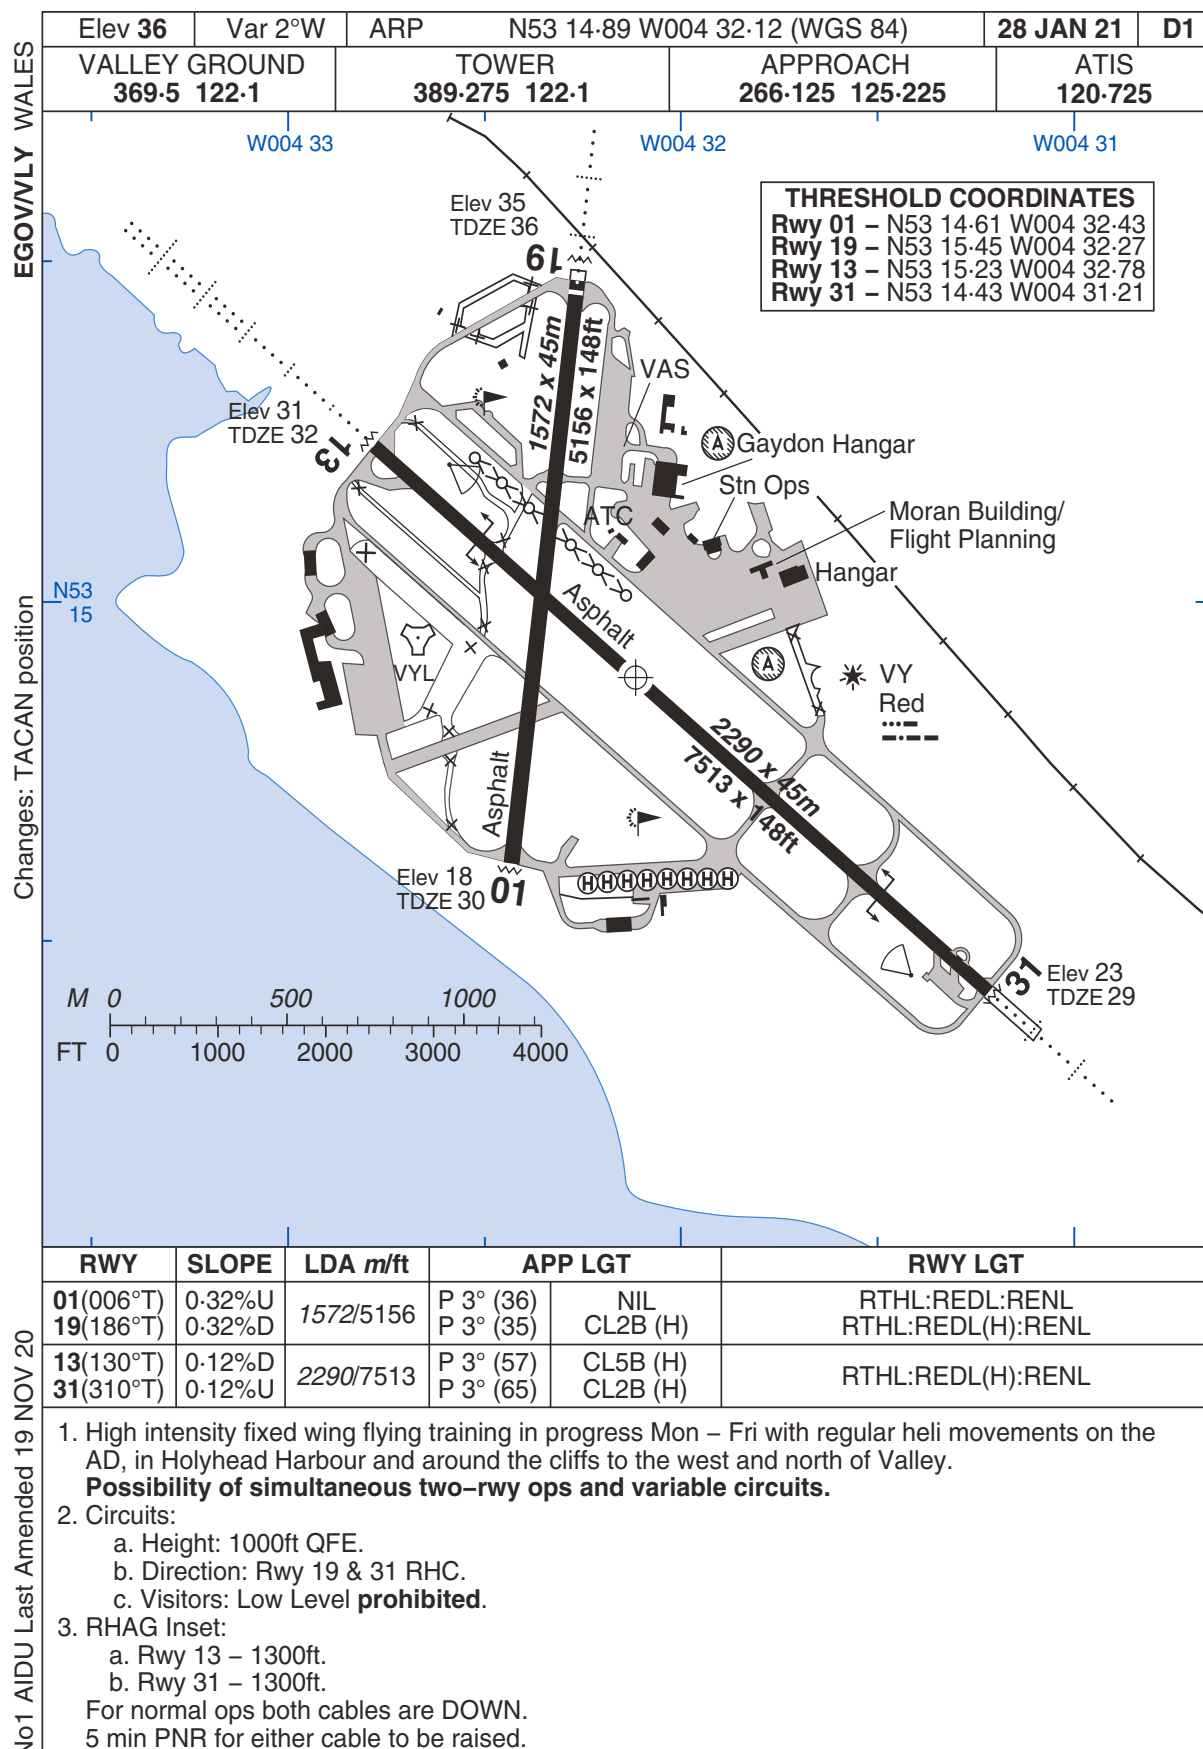 Elev 36 Var 2°W ARP N53 14·89 W004 32·12 (WGS 84) 28 JAN 21 D1
VALLEY GROUND TOWER APPROACH ATIS
369·5 122·1 389·275 122·1 266·125 125·225 120·725
EGOV/VLY WALES
Changes: TACAN position
No1 AIDU Last Amended 19 NOV 20
W004 33 W004 32 W004 31
THRESHOLD COORDINATES
Rwy 01 – N53 14·61 W004 32·43
Rwy 19 – N53 15·45 W004 32·27
Rwy 13 – N53 15·23 W004 32·78
Rwy 31 – N53 14·43 W004 31·21
Elev 35
TDZE 36
19
1572 x 45m
5156 x 148ft
VAS
Elev 31
TDZE 32
13
A
Gaydon Hangar
Stn Ops
ATC
Moran Building/
Flight Planning
Hangar
N53
15
Asphalt
VYL
A
VY
Red
2290 x 45m
7513 x 148ft
Asphalt
Elev 18
TDZE 30
01
H H H H H H H H
31
Elev 23
TDZE 29
M 0 500 1000
FT 0 1000 2000 3000 4000
RWY SLOPE LDA m/ft APP LGT RWY LGT
01(006°T) 0·32%U 1572/5156 P 3° (36) NIL RTHL:REDL:RENL
19(186°T) 0·32%D P 3° (35) CL2B (H) RTHL:REDL(H):RENL
13(130°T) 0·12%D 2290/7513 P 3° (57) CL5B (H) RTHL:REDL(H):RENL
31(310°T) 0·12%U P 3° (65) CL2B (H)
1. High intensity fixed wing flying training in progress Mon – Fri with regular heli movements on the
AD, in Holyhead Harbour and around the cliffs to the west and north of Valley.
Possibility of simultaneous two–rwy ops and variable circuits.
2. Circuits:
a. Height: 1000ft QFE.
b. Direction: Rwy 19 & 31 RHC.
c. Visitors: Low Level prohibited.
3. RHAG Inset:
a. Rwy 13 – 1300ft.
b. Rwy 31 – 1300ft.
For normal ops both cables are DOWN.
5 min PNR for either cable to be raised.